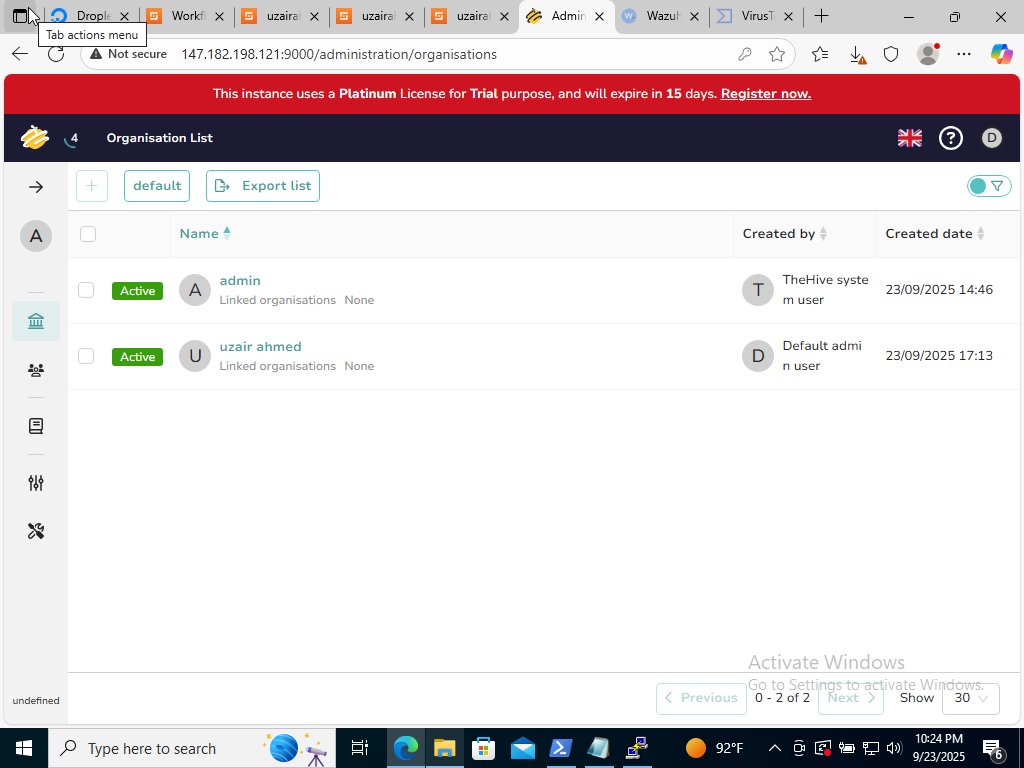 Drople
Workfl
uzairal
uzairal
uzairal
Admin
Wazuh
VirusTo
Tab actions menu
Not secure
147.182.198.121:9000/administration/organisations
This instance uses a Platinum License for Trial purpose, and will expire in 15 days. Register now.
4
Organisation List
D
default
Export list
A
Name
Created by
Created date
Active
A
admin
Linked organisations None
T
TheHive syste
m user
23/09/2025 14:46
Active
U
uzair ahmed
Linked organisations None
D
Default admi
n user
23/09/2025 17:13
Activate Windows
Go to Settings to activate Windows.
undefined
Previous
0 - 2 of 2
Next
Show
30
Type here to search
92°F
10:24 PM
9/23/2025
6